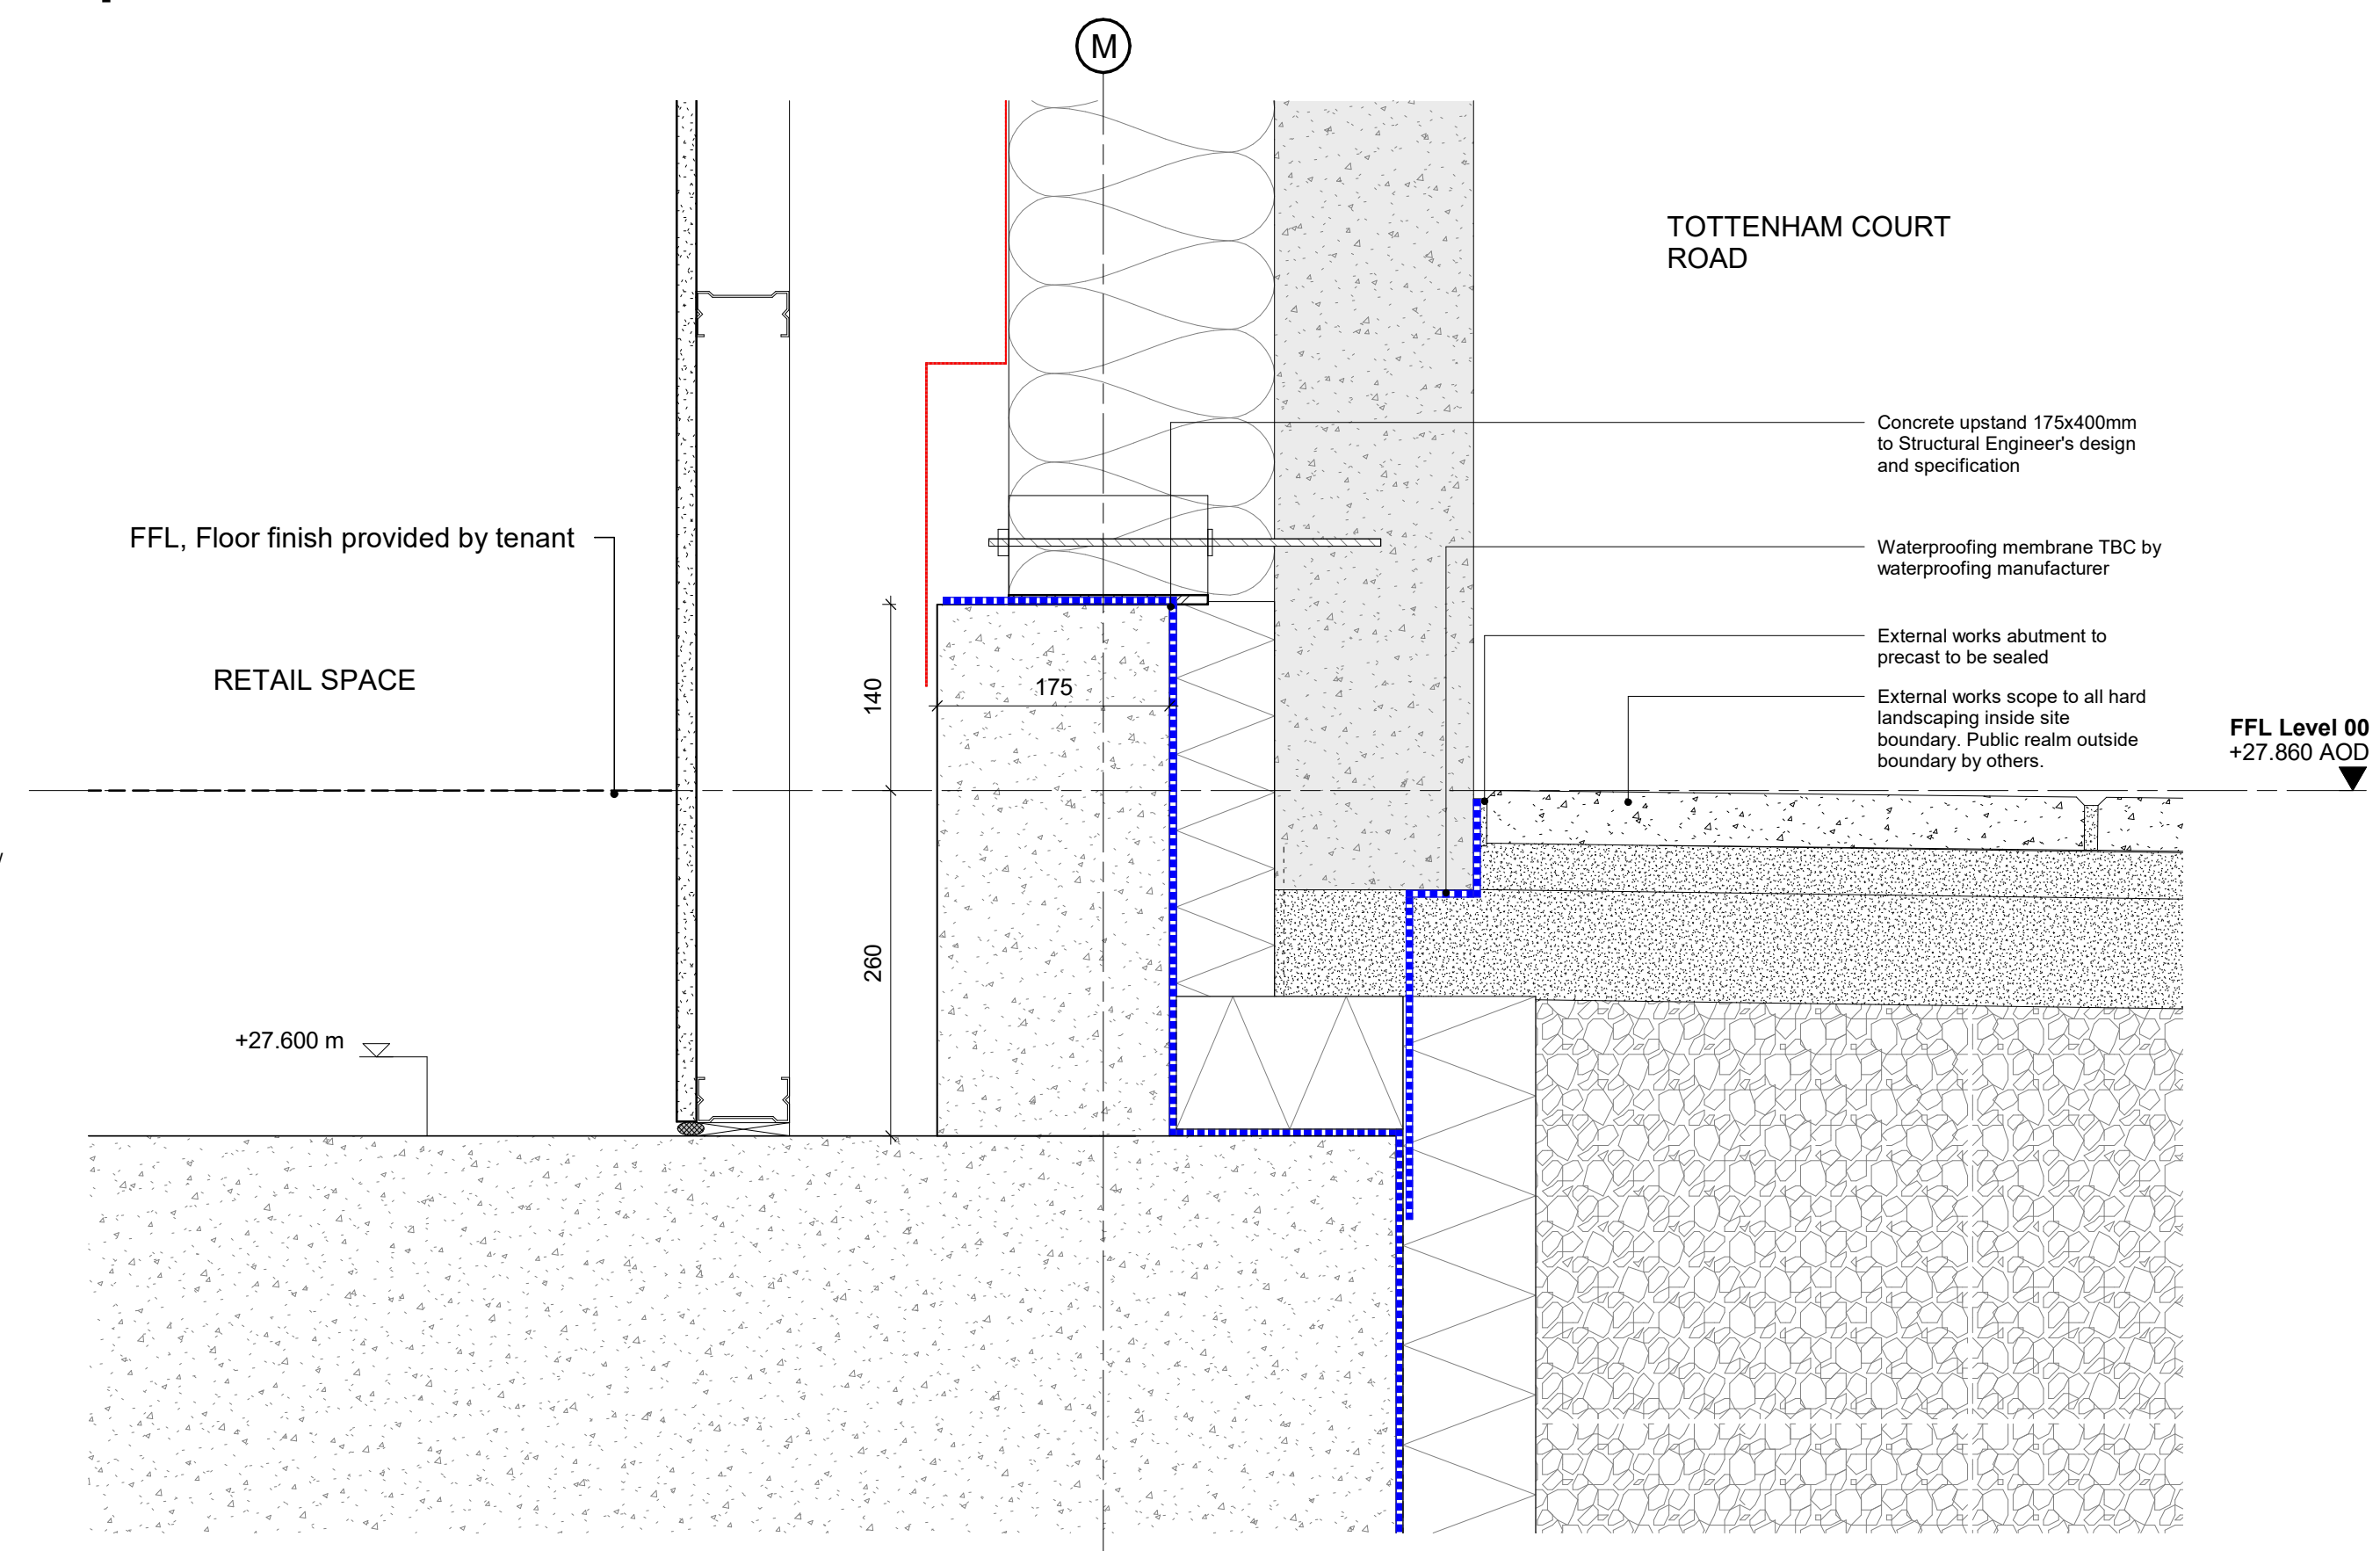 M
TOTTENHAM COURT
ROAD
Concrete upstand 175x400mm
to Structural Engineer's design
and specification
FFL, Floor finish provided by tenant
Waterproofing membrane TBC by
waterproofing manufacturer
External works abutment to
precast to be sealed
RETAIL SPACE
140
175
External works scope to all hard
landscaping inside site
boundary. Public realm outside
boundary by others.
FFL Level 00
+27.860 AOD
260
+27.600 m